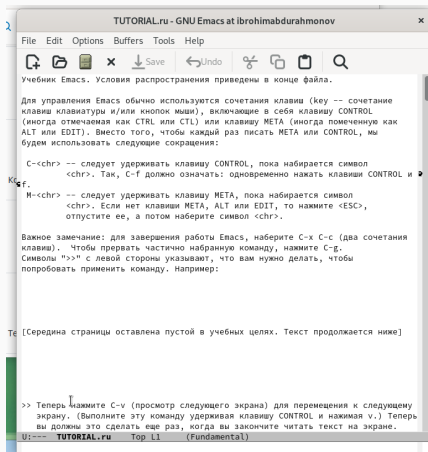 TUTORIAL.ru - GNU Emacs at ibrohimabdurahmonov
File Edit Options Buffers Tools Help
Save Undo
Учебник Emacs. Условия распространения приведены в конце файла.
Для управления Emacs обычно используются сочетания клавиш (key -- сочетание
клавиш клавиатуры и/или кнопок мыши), включающие в себя клавишу CONTROL
(иногда отмечаемая как CTRL или CTL) или клавишу META (иногда помеченную как
ALT или EDIT). Вместо того, чтобы каждый раз писать META или CONTROL, мы
будем использовать следующие сокращения:
C-<chr> -- следует удерживать клавишу CONTROL, пока набирается символ
<chr>. Так, C-f должно означать: одновременно нажать клавиши CONTROL и
f.
M-<chr> -- следует удерживать клавишу META, пока набирается символ
<chr>. Если нет клавиши META, ALT или EDIT, то нажмите <ESC>,
отпустите ее, а потом наберите символ <chr>.
Важное замечание: для завершения работы Emacs, наберите C-x C-c (два сочетания
клавиш). Чтобы прервать частично набранную команду, нажмите C-g.
Символы ">>" с левой стороны указывают, что вам нужно делать, чтобы
попробовать применить команду. Например:
[Середина страницы оставлена пустой в учебных целях. Текст продолжается ниже]
>> Теперь нажмите C-v (просмотр следующего экрана) для перемещения к следующему
экрану. (Выполните эту команду удерживая клавишу CONTROL и нажимая v.) Теперь
вы должны это сделать еще раз, когда вы закончите читать текст на экране.
U:--- TUTORIAL.ru Top L1 (Fundamental)